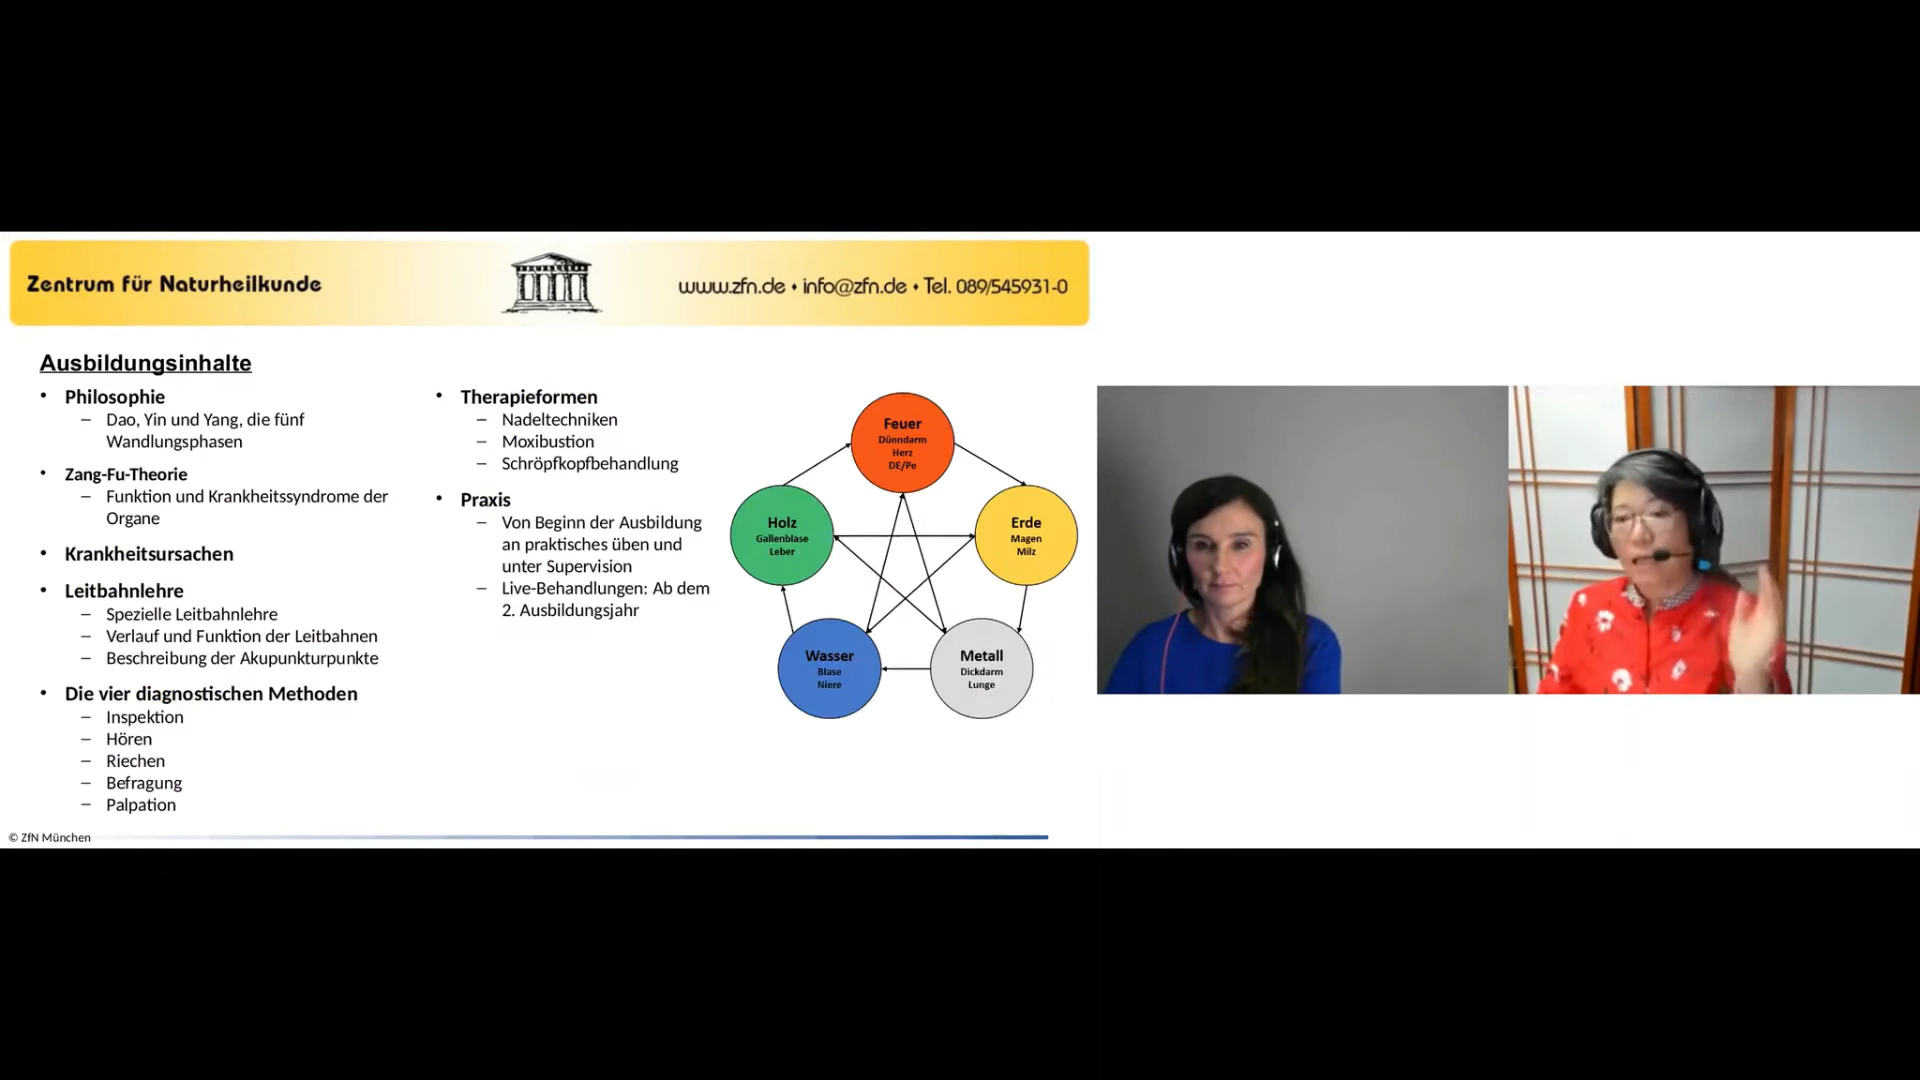 Zentrum für Naturheilkunde
www.zfn.de • info@zfn.de • Tel. 089/545931-0
Ausbildungsinhalte
• Philosophie
– Dao, Yin und Yang, die fünf
Wandlungsphasen
• Zang-Fu-Theorie
– Funktion und Krankheitssyndrome der
Organe
• Krankheitsursachen
• Leitbahnlehre
– Spezielle Leitbahnlehre
– Verlauf und Funktion der Leitbahnen
– Beschreibung der Akupunkturpunkte
• Die vier diagnostischen Methoden
– Inspektion
– Hören
– Riechen
– Befragung
– Palpation
• Therapieformen
– Nadeltechniken
– Moxibustion
– Schröpfkopfbehandlung
• Praxis
– Von Beginn der Ausbildung
an praktisches üben und
unter Supervision
– Live-Behandlungen: Ab dem
2. Ausbildungsjahr
Feuer
Dünndarm
Herz
DE/Pe
Holz
Gallenblase
Leber
Erde
Magen
Milz
Wasser
Blase
Niere
Metall
Dickdarm
Lunge
© ZfN München